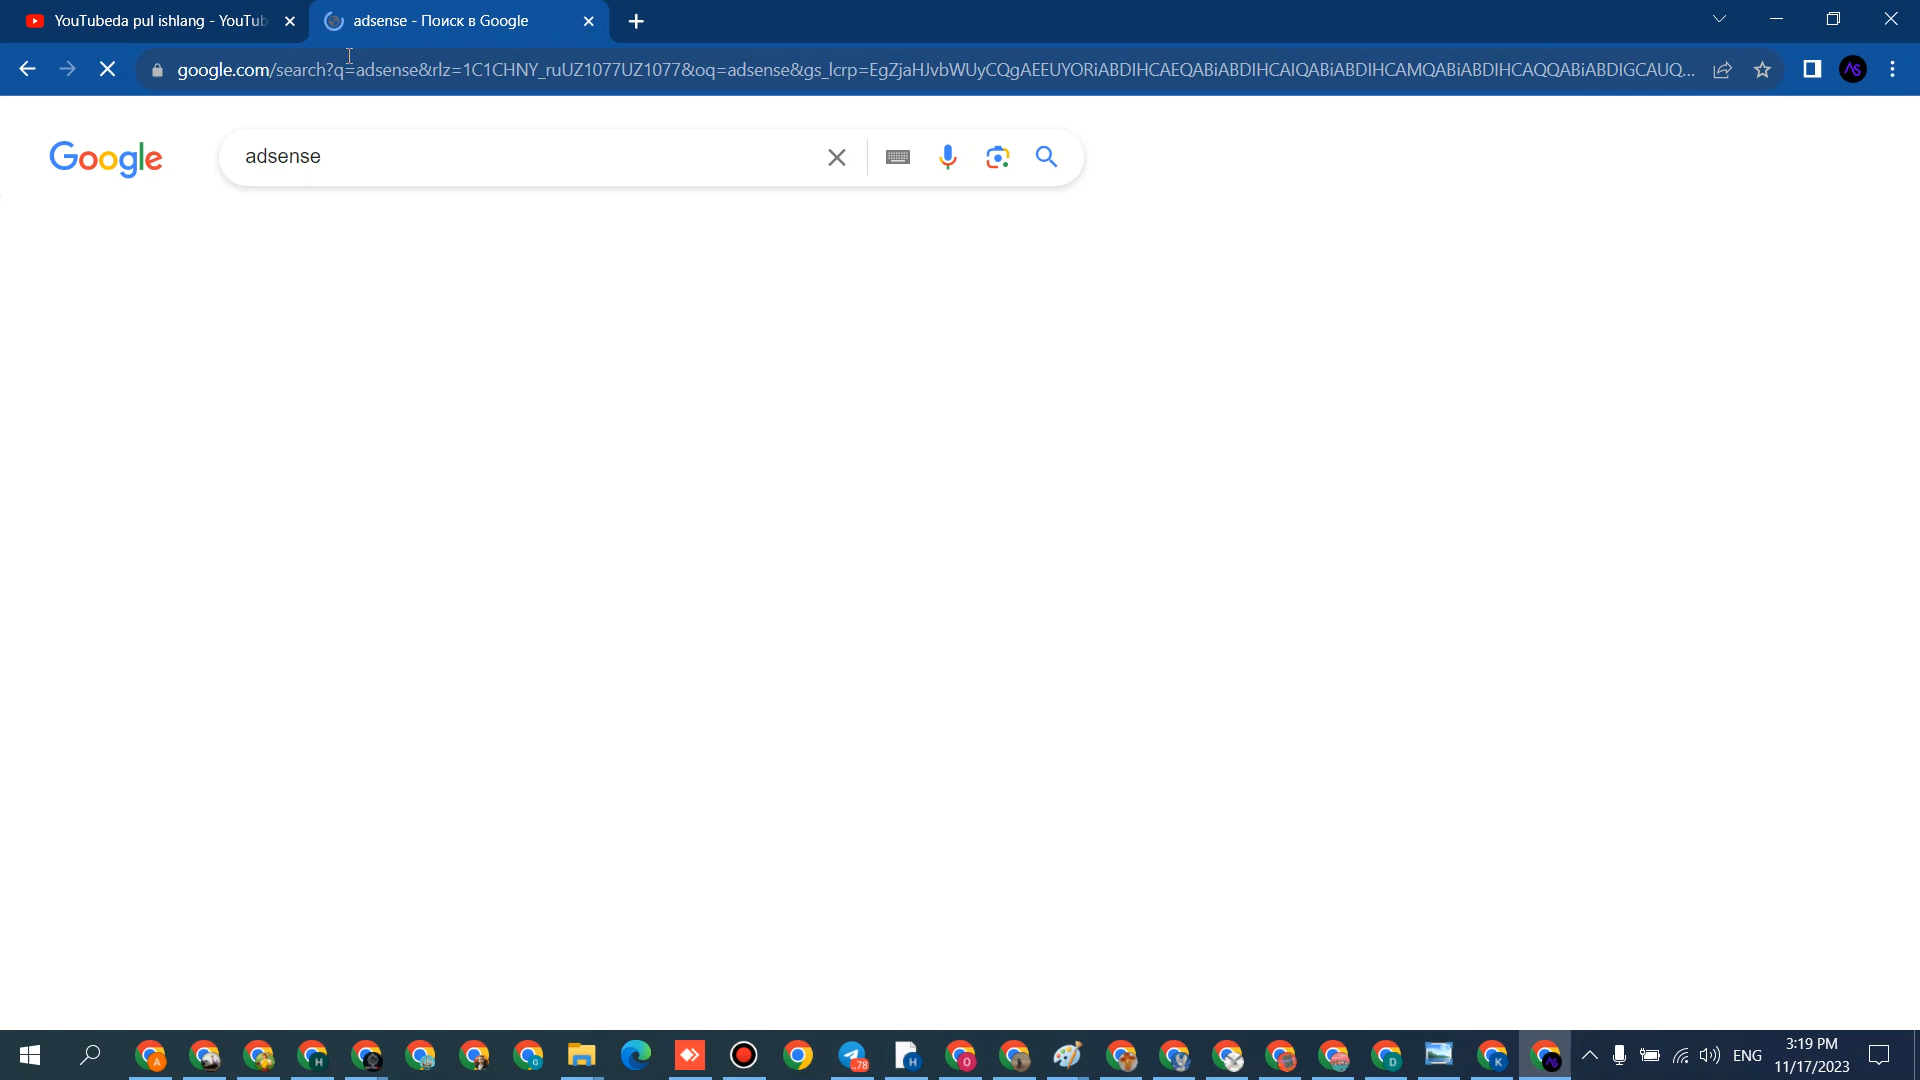 YouTubeda pul ishlang - YouTub
adsense - Поиск в Google
google.com/search?q=adsense&rlz=1C1CHNY_ruUZ1077UZ1077&oq=adsense&gs_lcrp=EgZjaHJvbWUyCQgAEEUYORiABDIHCAEQABiABDIHCAIQABiABDIHCAMQABiABDIHCAQQABiABDIGCAUQ...
Google
adsense
ENG
3:19 PM
11/17/2023